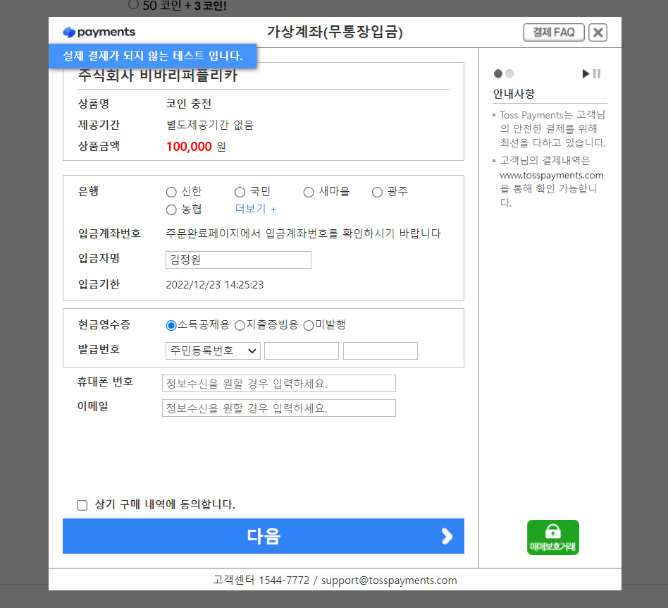 50 코인 + 3 코인!
payments
가상계좌(무통장입금)
결제 FAQ
실제 결제가 되지 않는 테스트 입니다.
주식회사 비바리퍼플리카
상품명 코인 충전
제공기간 별도제공기간 없음
상품금액 100,000 원
은행 신한 국민 새마을 광주
농협 더보기 +
입금계좌번호 주문완료페이지에서 입금계좌번호를 확인하시기 바랍니다
입금자명 김정원
입금기한 2022/12/23 14:25:23
현금영수증 소득공제용 지출증빙용 미발행
발급번호 주민등록번호
휴대폰 번호 정보수신을 원할 경우 입력하세요.
이메일 정보수신을 원할 경우 입력하세요.
상기 구매 내역에 동의합니다.
다음
안내사항
Toss Payments는 고객님
의 안전한 결제를 위해
최선을 다하고 있습니다.
고객님의 결제내역은
www.tosspayments.com
을 통해 확인 가능합니
다.
매매보호거래
고객센터 1544-7772 / support@tosspayments.com